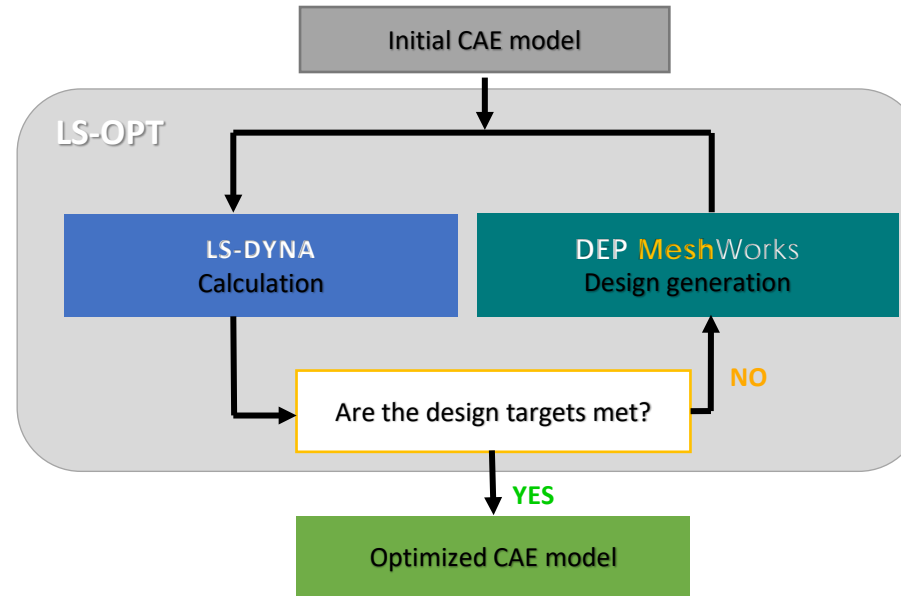 Initial CAE model
LS-OPT
LS-DYNA
Calculation
DEP MeshWorks
Design generation
NO
Are the design targets met?
YES
Optimized CAE model